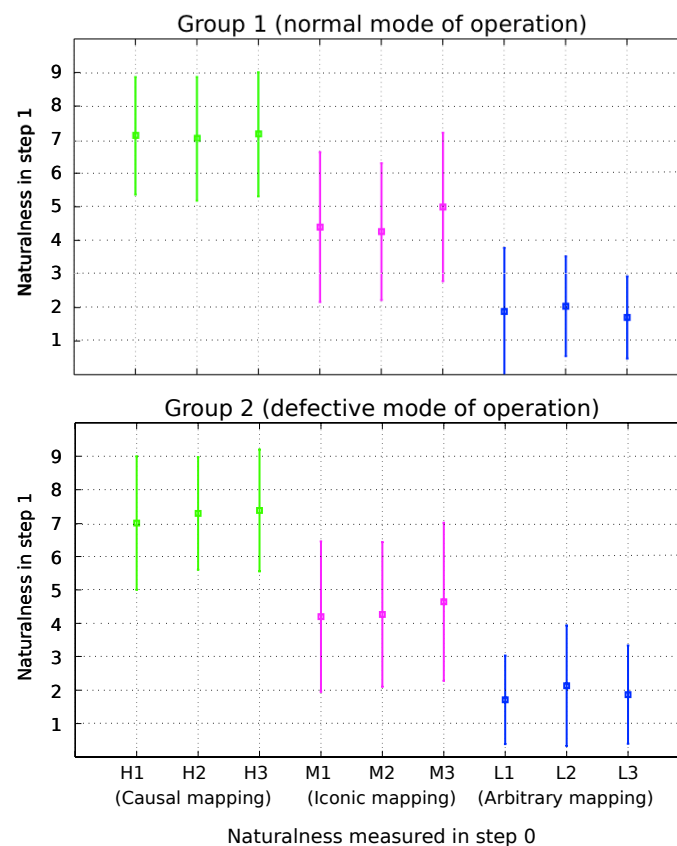 Group 1 (normal mode of operation)
Naturalness in step 1
9
8
7
6
5
4
3
2
1
Group 2 (defective mode of operation)
Naturalness in step 1
9
8
7
6
5
4
3
2
1
H1 H2 H3 M1 M2 M3 L1 L2 L3
(Causal mapping) (Iconic mapping) (Arbitrary mapping)
Naturalness measured in step 0